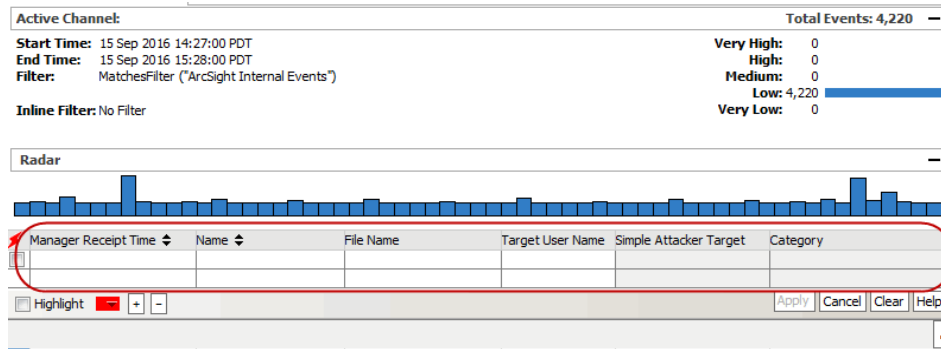 Active Channel: Total Events: 4,220
Start Time: 15 Sep 2016 14:27:00 PDT Very High: 0
End Time: 15 Sep 2016 15:28:00 PDT High: 0
Filter: MatchesFilter ("ArcSight Internal Events") Medium: 0
Low: 4,220
Inline Filter: No Filter Very Low: 0
Radar
Manager Receipt Time Name File Name Target User Name Simple Attacker Target Category
Highlight + − Apply Cancel Clear Help